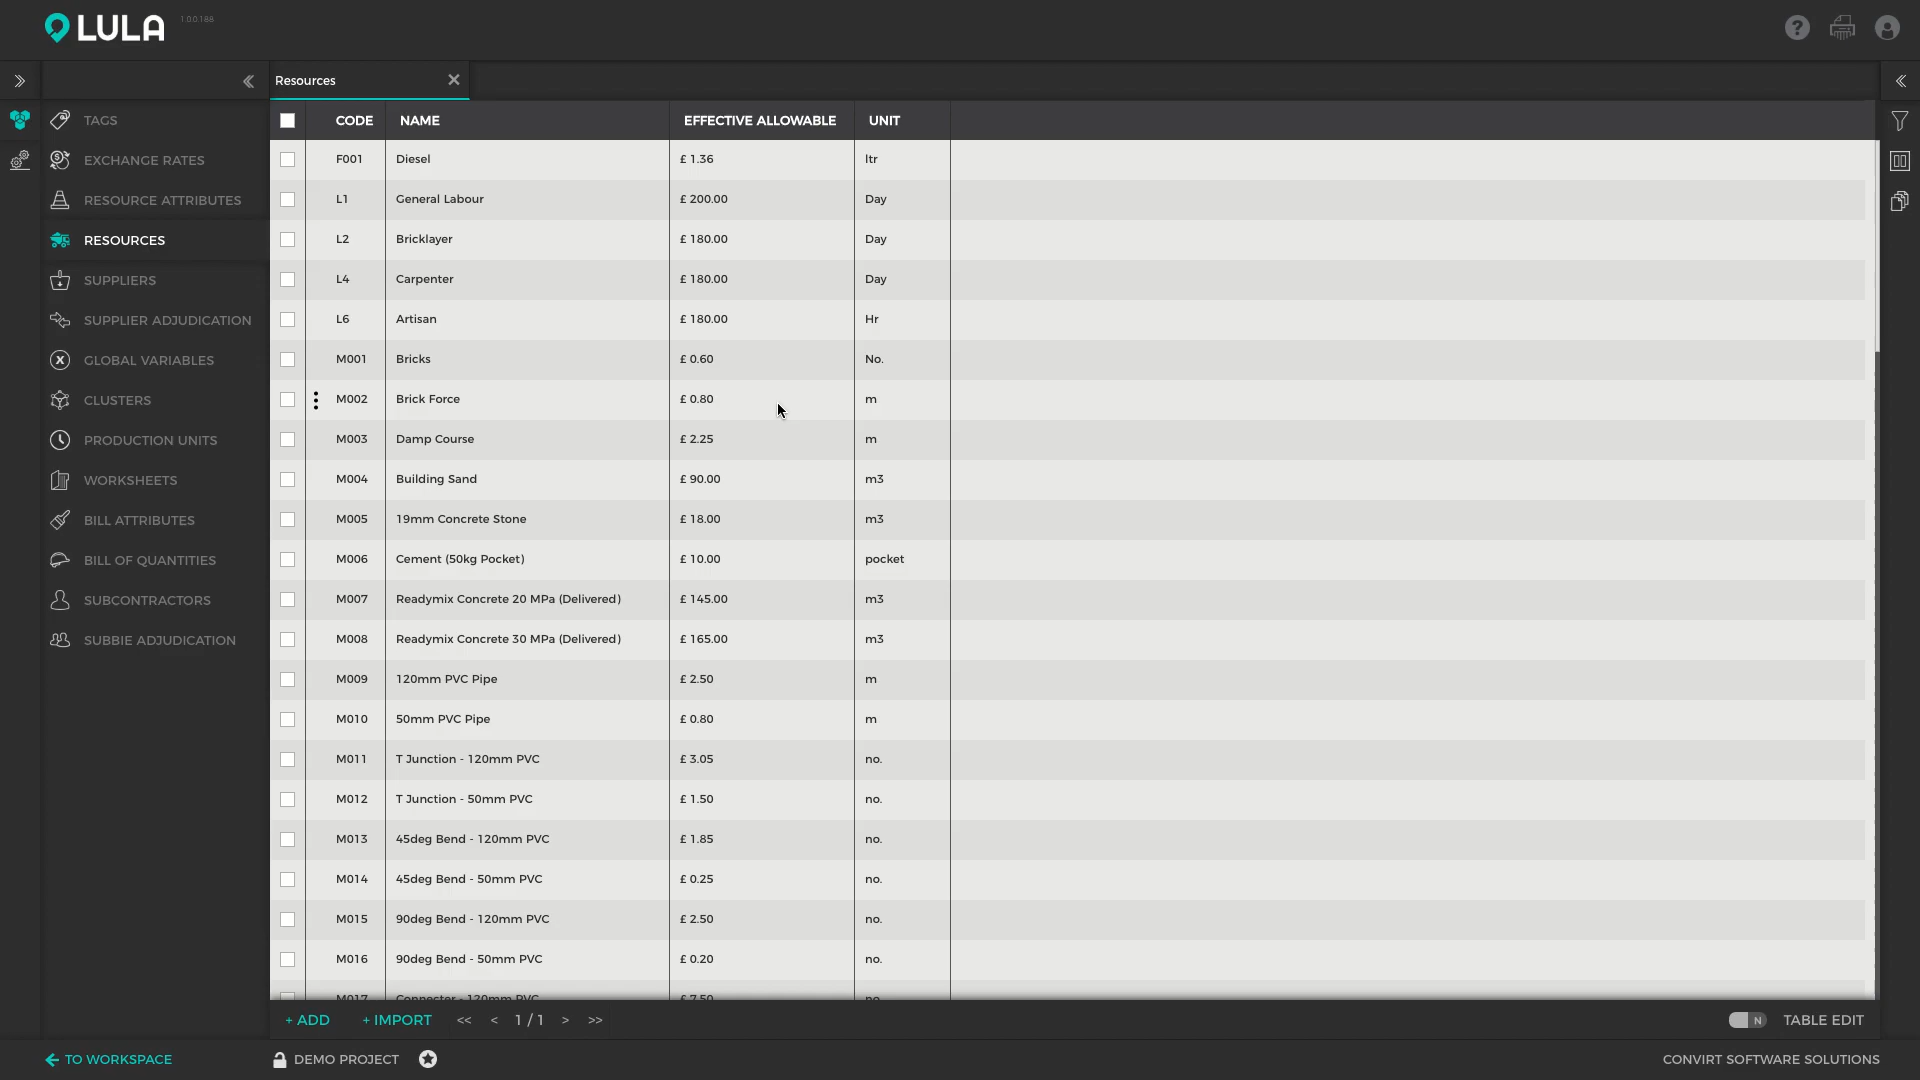 LULA 1.0.0.188
Resources
TAGS
EXCHANGE RATES
RESOURCE ATTRIBUTES
RESOURCES
SUPPLIERS
SUPPLIER ADJUDICATION
GLOBAL VARIABLES
CLUSTERS
PRODUCTION UNITS
WORKSHEETS
BILL ATTRIBUTES
BILL OF QUANTITIES
SUBCONTRACTORS
SUBBIE ADJUDICATION
CODE NAME EFFECTIVE ALLOWABLE UNIT
F001 Diesel £ 1.36 ltr
L1 General Labour £ 200.00 Day
L2 Bricklayer £ 180.00 Day
L4 Carpenter £ 180.00 Day
L6 Artisan £ 180.00 Hr
M001 Bricks £ 0.60 No.
M002 Brick Force £ 0.80 m
M003 Damp Course £ 2.25 m
M004 Building Sand £ 90.00 m3
M005 19mm Concrete Stone £ 18.00 m3
M006 Cement (50kg Pocket) £ 10.00 pocket
M007 Readymix Concrete 20 MPa (Delivered) £ 145.00 m3
M008 Readymix Concrete 30 MPa (Delivered) £ 165.00 m3
M009 120mm PVC Pipe £ 2.50 m
M010 50mm PVC Pipe £ 0.80 m
M011 T Junction - 120mm PVC £ 3.05 no.
M012 T Junction - 50mm PVC £ 1.50 no.
M013 45deg Bend - 120mm PVC £ 1.85 no.
M014 45deg Bend - 50mm PVC £ 0.25 no.
M015 90deg Bend - 120mm PVC £ 2.50 no.
M016 90deg Bend - 50mm PVC £ 0.20 no.
M017 Connecter - 120mm PVC £ 7.50 no.
+ ADD + IMPORT << < 1 / 1 > >> N TABLE EDIT
TO WORKSPACE DEMO PROJECT CONVIRT SOFTWARE SOLUTIONS